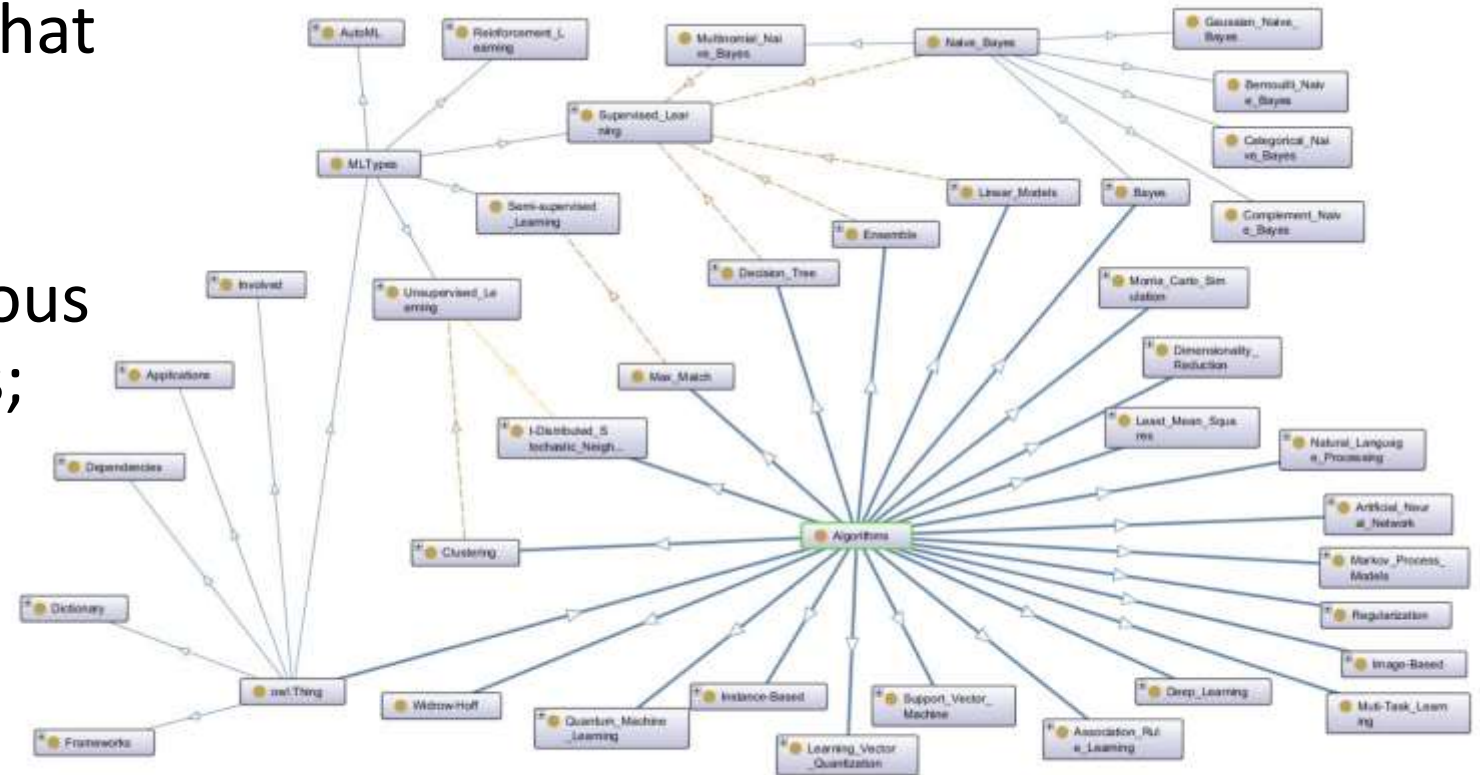 hat
ous
s;
AutoML
Reinforcement_L
earning
Multinomial_Nai
ve_Bayes
Naive_Bayes
Gaussian_Naive_
Bayes
Bernoulli_Naiv
e_Bayes
Supervised_Lear
ning
Categorical_Nai
ve_Bayes
MLTypes
Semi-supervised
_Learning
Linear_Models
Bayes
Complement_Naiv
e_Bayes
Ensemble
Decision_Tree
Involved
Unsupervised_Le
arning
Monte_Carlo_Sim
ulation
Dimensionality_
Reduction
Applications
Max_Match
t-Distributed_S
tochastic_Neigh...
Least_Mean_Squa
res
Natural_Languag
e_Processing
Dependencies
Artificial_Neur
al_Network
Algorithms
Clustering
Markov_Process_
Models
Dictionary
Regularization
Image-Based
owl:Thing
Widrow-Hoff
Instance-Based
Support_Vector_
Machine
Deep_Learning
Muti-Task_Learn
ing
Quantum_Machine
_Learning
Frameworks
Learning_Vector
_Quantization
Association_Rul
e_Learning